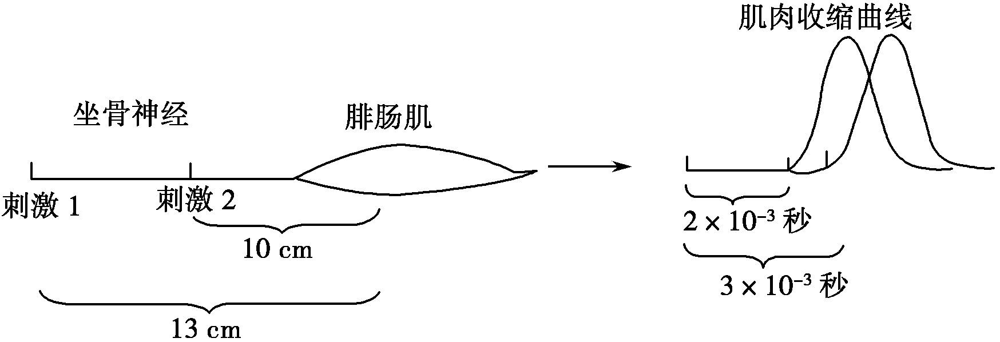 坐骨神经
腓肠肌
刺激 1
刺激 2
10 cm
13 cm
肌肉收缩曲线
2 × 10⁻³ 秒
3 × 10⁻³ 秒